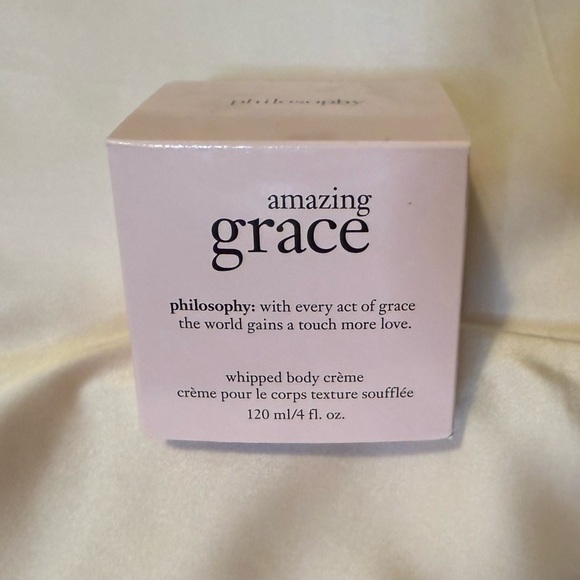 philosophy
amazing
grace
philosophy: with every act of grace
the world gains a touch more love.
whipped body crème
crème pour le corps texture soufflée
120 ml/4 fl. oz.